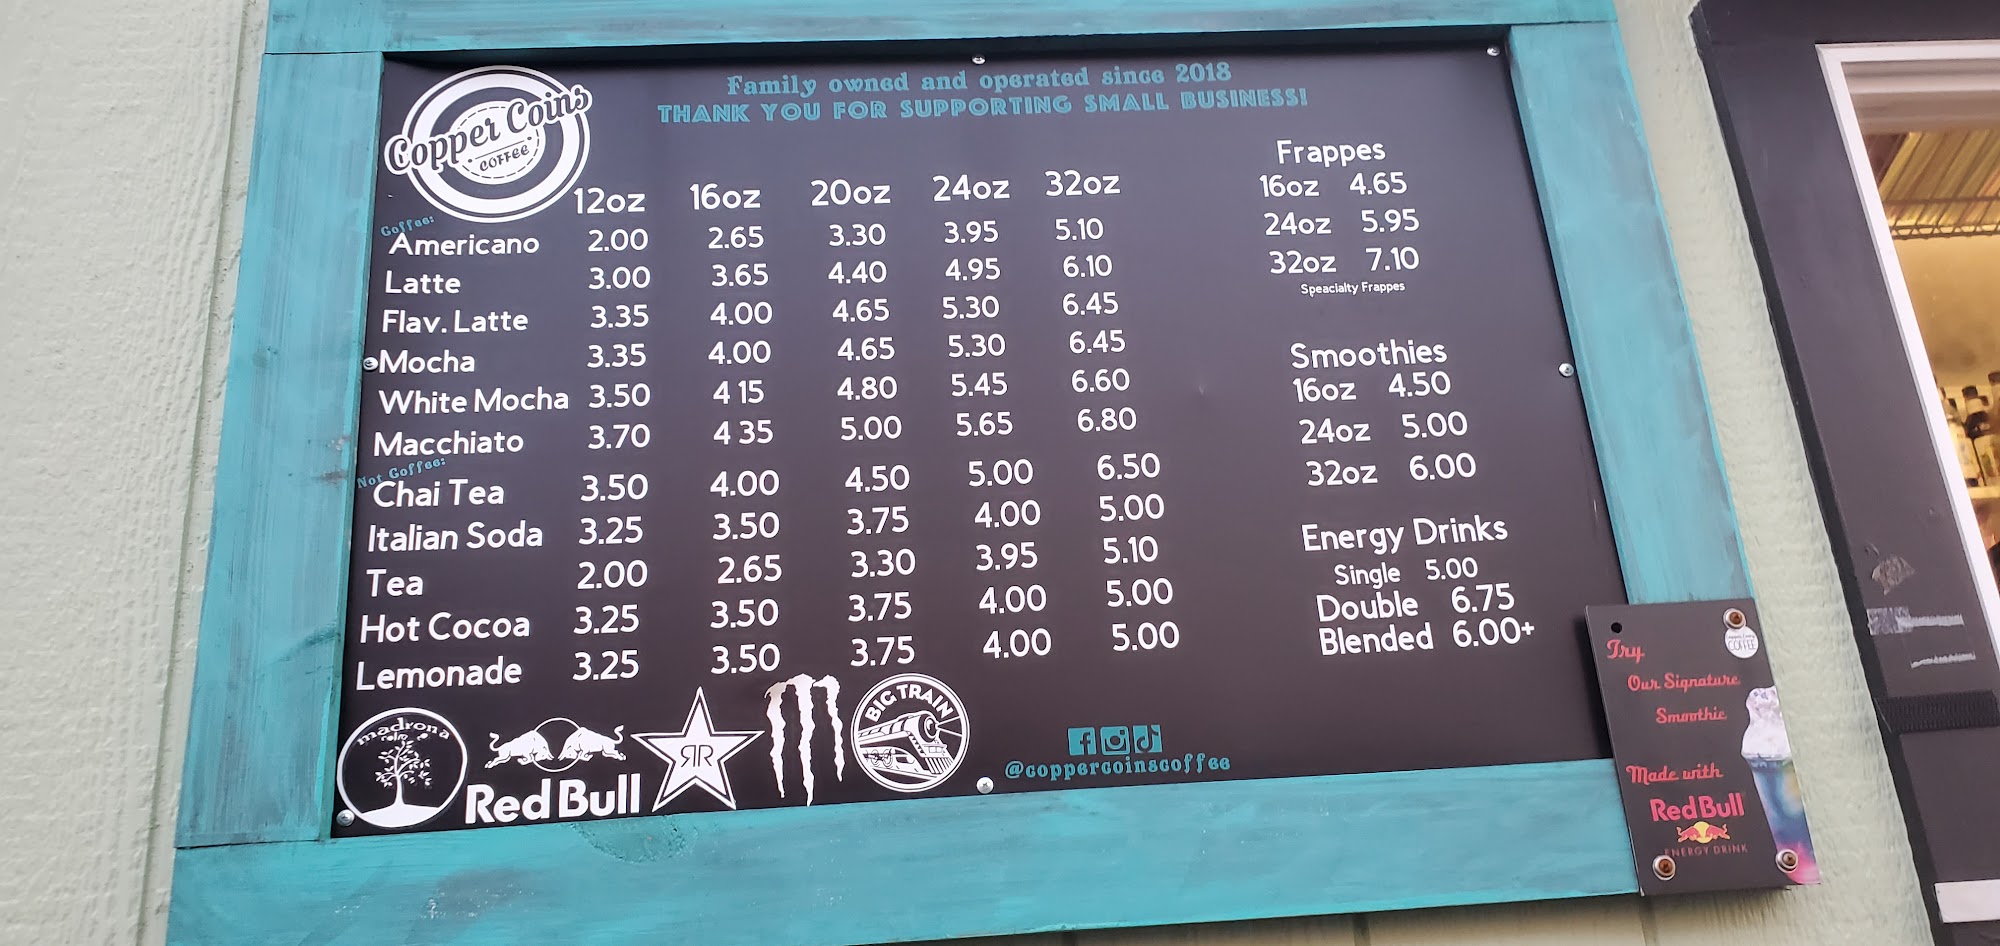 Family owned and operated since 2018
THANK YOU FOR SUPPORTING SMALL BUSINESS!
Copper Coins
COFFEE
12oz 16oz 20oz 24oz 32oz
Coffee:
Americano 2.00 2.65 3.30 3.95 5.10
Latte 3.00 3.65 4.40 4.95 6.10
Flav. Latte 3.35 4.00 4.65 5.30 6.45
Mocha 3.35 4.00 4.65 5.30 6.45
White Mocha 3.50 4 15 4.80 5.45 6.60
Macchiato 3.70 4 35 5.00 5.65 6.80
Not Coffee:
Chai Tea 3.50 4.00 4.50 5.00 6.50
Italian Soda 3.25 3.50 3.75 4.00 5.00
Tea 2.00 2.65 3.30 3.95 5.10
Hot Cocoa 3.25 3.50 3.75 4.00 5.00
Lemonade 3.25 3.50 3.75 4.00 5.00
Frappes
16oz 4.65
24oz 5.95
32oz 7.10
Speacialty Frappes
Smoothies
16oz 4.50
24oz 5.00
32oz 6.00
Energy Drinks
Single 5.00
Double 6.75
Blended 6.00+
madrona
Red Bull
RR
BIG TRAIN
@coppercoinscoffee
COFFEE
Try
Our Signature
Smoothie
Made with
Red Bull
ENERGY DRINK